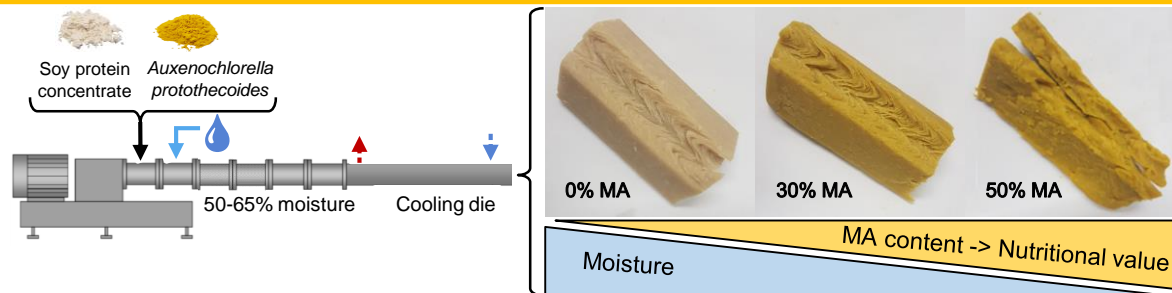 Soy protein
concentrate
Auxenochlorella
protothecoides
50-65% moisture
Cooling die
0% MA
30% MA
50% MA
MA content -> Nutritional value
Moisture